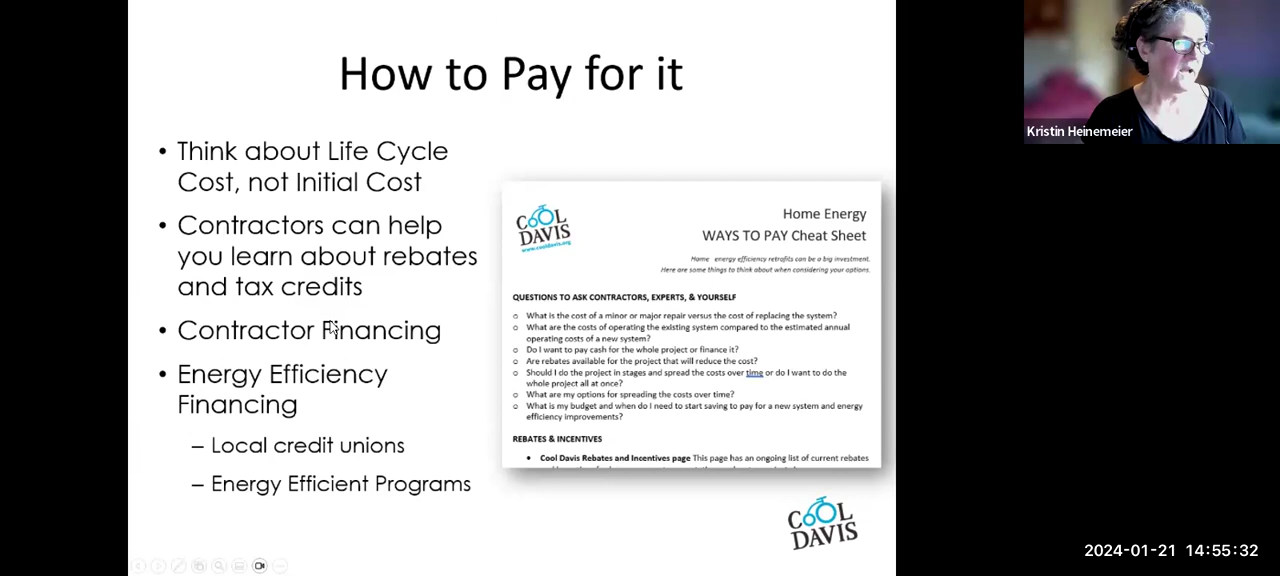 How to Pay for it
• Think about Life Cycle
Cost, not Initial Cost
• Contractors can help
you learn about rebates
and tax credits
• Contractor Financing
• Energy Efficiency
Financing
– Local credit unions
– Energy Efficient Programs
COOL
DAVIS
www.cooldavis.org
Home Energy
WAYS TO PAY Cheat Sheet
Home energy efficiency retrofits can be a big investment.
Here are some things to think about when considering your options.
QUESTIONS TO ASK CONTRACTORS, EXPERTS, & YOURSELF
o What is the cost of a minor or major repair versus the cost of replacing the system?
o What are the costs of operating the existing system compared to the estimated annual
operating costs of a new system?
o Do I want to pay cash for the whole project or finance it?
o Are rebates available for the project that will reduce the cost?
o Should I do the project in stages and spread the costs over time or do I want to do the
whole project all at once?
o What are my options for spreading the costs over time?
o What is my budget and when do I need to start saving to pay for a new system and energy
efficiency improvements?
REBATES & INCENTIVES
• Cool Davis Rebates and Incentives page This page has an ongoing list of current rebates
COOL
DAVIS
Kristin Heinemeier
2024-01-21 14:55:32